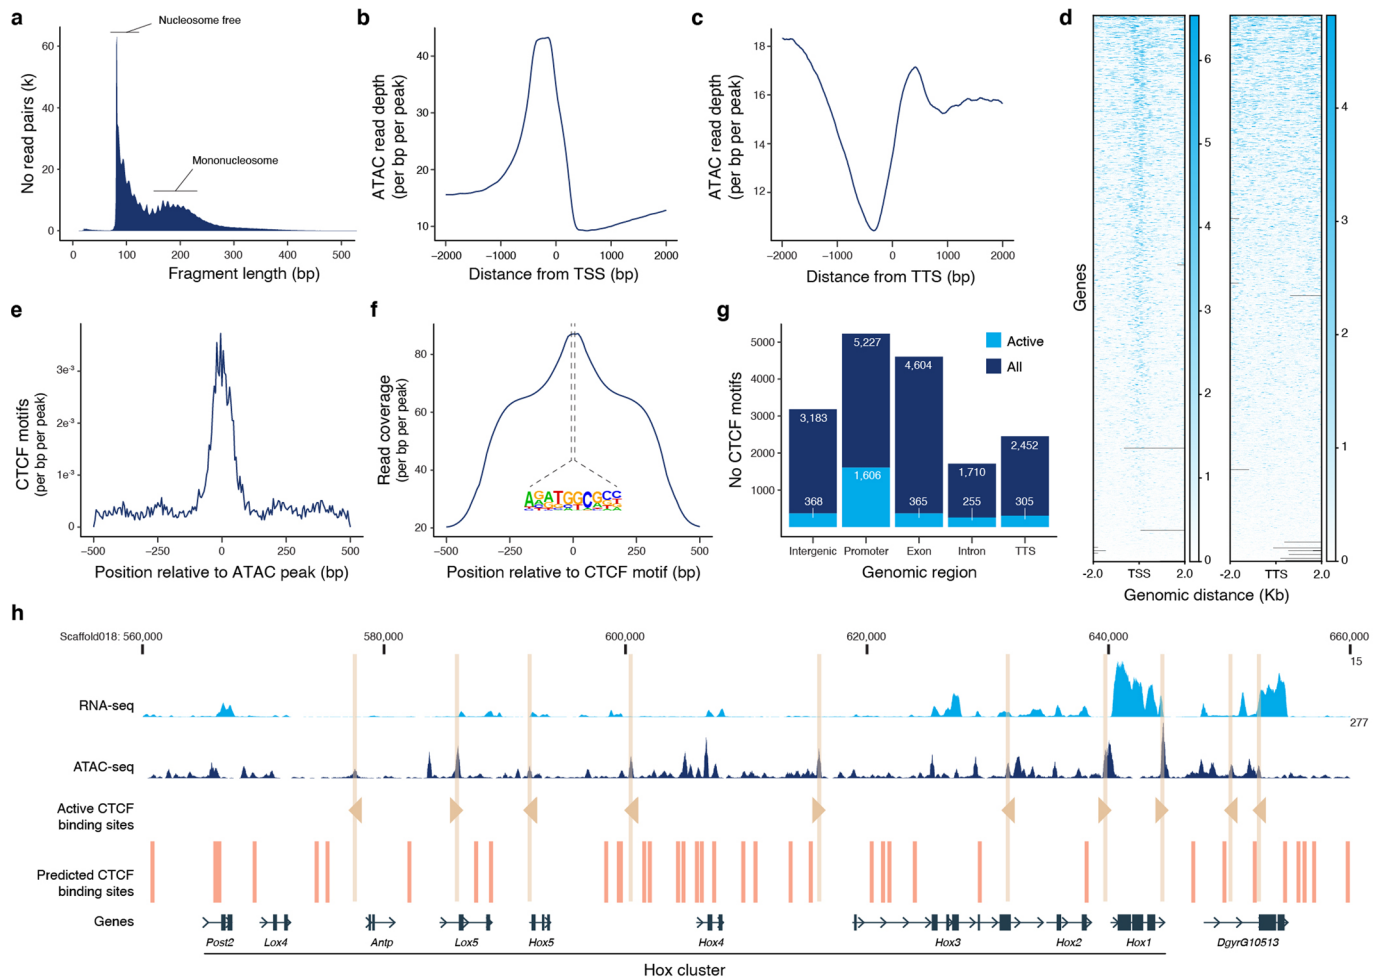 a
Nucleosome free
Mononucleosome
No read pairs (k)
60
40
20
0
0 100 200 300 400 500
Fragment length (bp)
b
ATAC read depth
(per bp per peak)
40
30
20
10
−2000 −1000 0 1000 2000
Distance from TSS (bp)
c
ATAC read depth
(per bp per peak)
18
16
14
12
−2000 −1000 0 1000 2000
Distance from TTS (bp)
d
Genes
6
5
4
3
2
1
0
-2.0 TSS 2.0
4
3
2
1
0
-2.0 TTS 2.0
Genomic distance (Kb)
e
CTCF motifs
(per bp per peak)
3e-3
2e-3
1e-3
0
−500 −250 0 250 500
Position relative to ATAC peak (bp)
f
Read coverage
(per bp per peak)
80
60
40
20
−500 −250 0 250 500
Position relative to CTCF motif (bp)
g
No CTCF motifs
5000
4000
3000
2000
1000
Active
All
3,183
368
5,227
1,606
4,604
365
1,710
255
2,452
305
Intergenic Promoter Exon Intron TTS
Genomic region
h
Scaffold018: 560,000 580,000 600,000 620,000 640,000 660,000
15
RNA-seq
277
ATAC-seq
Active CTCF
binding sites
Predicted CTCF
binding sites
Genes
Post2 Lox4 Antp Lox5 Hox5 Hox4 Hox3 Hox2 Hox1 DgyrG10513
Hox cluster